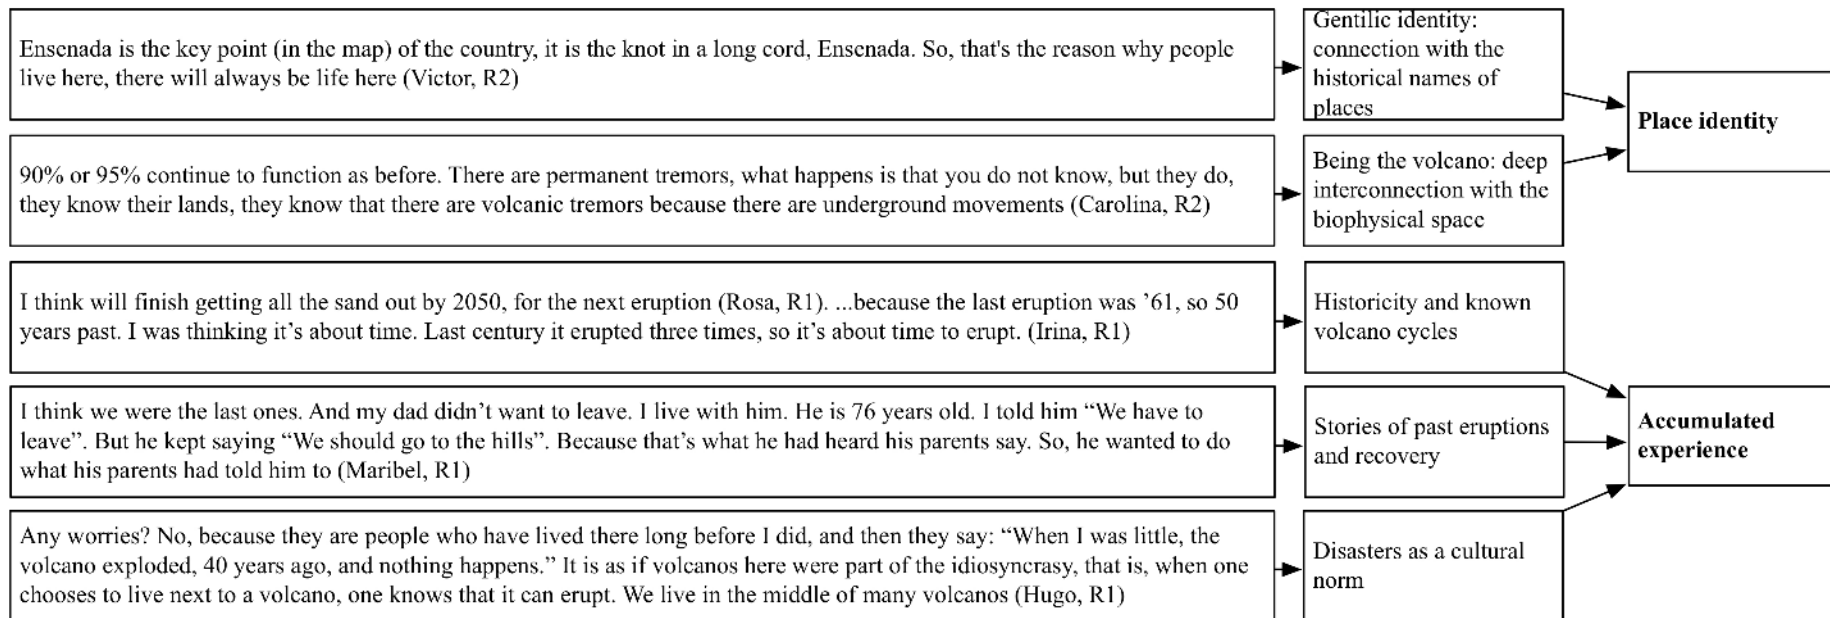 Ensenada is the key point (in the map) of the country, it is the knot in a long cord, Ensenada. So, that's the reason why people
live here, there will always be life here (Victor, R2)
Gentilic identity:
connection with the
historical names of
places
Place identity
90% or 95% continue to function as before. There are permanent tremors, what happens is that you do not know, but they do,
they know their lands, they know that there are volcanic tremors because there are underground movements (Carolina, R2)
Being the volcano: deep
interconnection with the
biophysical space
I think will finish getting all the sand out by 2050, for the next eruption (Rosa, R1). ...because the last eruption was ’61, so 50
years past. I was thinking it’s about time. Last century it erupted three times, so it’s about time to erupt. (Irina, R1)
Historicity and known
volcano cycles
I think we were the last ones. And my dad didn’t want to leave. I live with him. He is 76 years old. I told him “We have to
leave”. But he kept saying “We should go to the hills”. Because that’s what he had heard his parents say. So, he wanted to do
what his parents had told him to (Maribel, R1)
Stories of past eruptions
and recovery
Accumulated
experience
Any worries? No, because they are people who have lived there long before I did, and then they say: “When I was little, the
volcano exploded, 40 years ago, and nothing happens.” It is as if volcanos here were part of the idiosyncrasy, that is, when one
chooses to live next to a volcano, one knows that it can erupt. We live in the middle of many volcanos (Hugo, R1)
Disasters as a cultural
norm